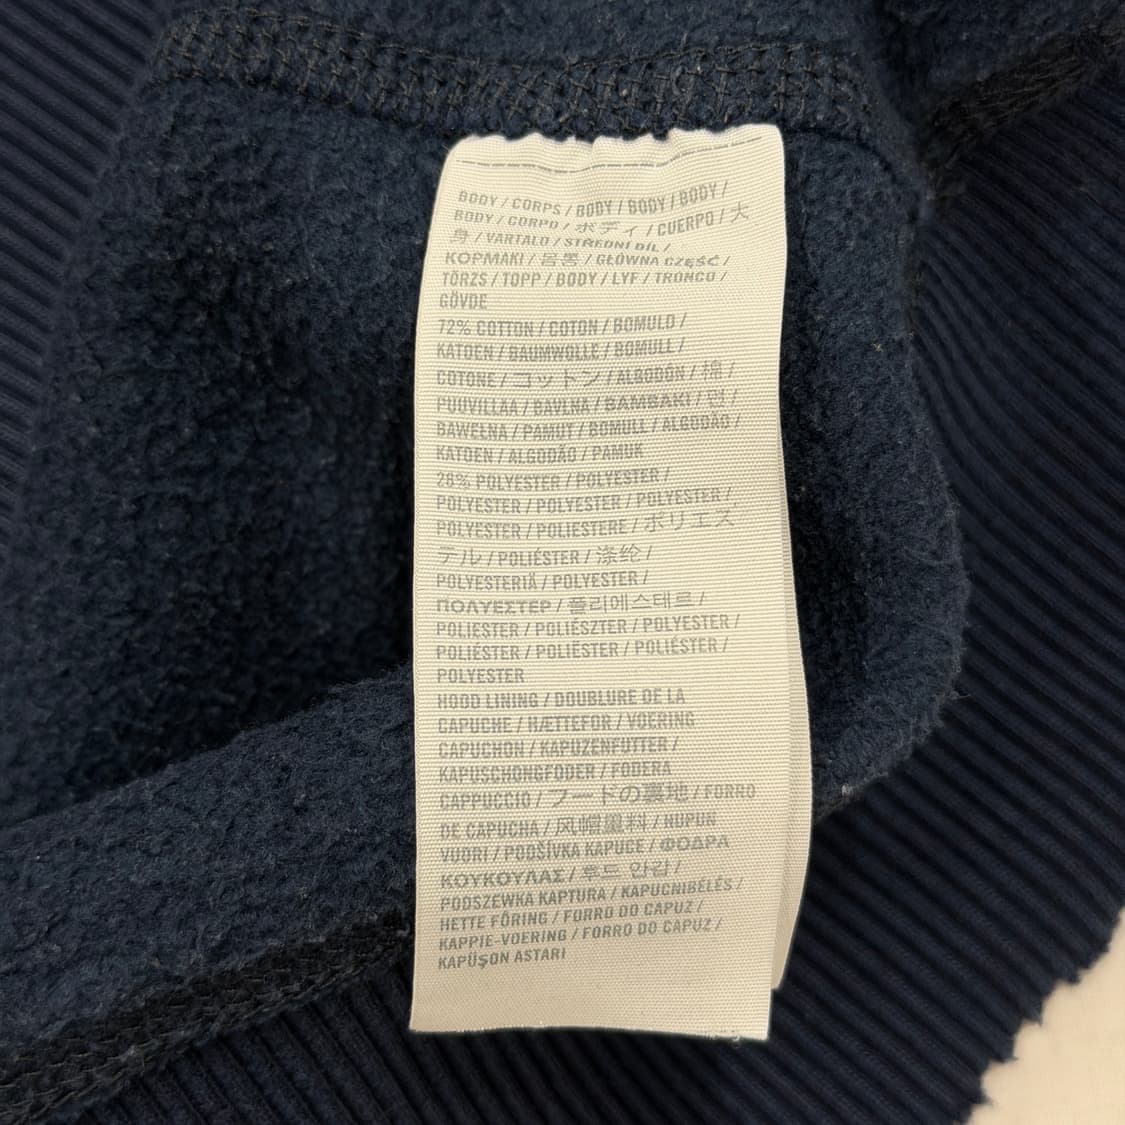 BODY / CORPS / BODY / BODY / BODY /
BODY / CORPO / ボディ / CUERPO / 大
身 / VARTALO / STŘEDNÍ DÍL /
ΚΟΡΜΑΚΙ / 몸통 / GŁÓWNA CZĘŚĆ /
TÖRZS / TOPP / BODY / LYF / TRONCO /
GÖVDE
72% COTTON / COTON / BOMULD /
KATOEN / BAUMWOLLE / BOMULL /
COTONE / コットン / ALGODÓN / 棉 /
PUUVILLAA / BAVLNA / ΒΑΜΒΑΚΙ / 면 /
BAWEŁNA / PAMUT / BOMULL / ALGODÃO /
KATOEN / ALGODÃO / PAMUK
28% POLYESTER / POLYESTER /
POLYESTER / POLYESTER / POLYESTER /
POLYESTER / POLIESTERE / ポリエス
テル / POLIÉSTER / 涤纶 /
POLYESTERIÄ / POLYESTER /
ΠΟΛΥΕΣΤΕΡ / 폴리에스테르 /
POLIESTER / POLIÉSZTER / POLYESTER /
POLIÉSTER / POLIÉSTER / POLIÉSTER /
POLYESTER
HOOD LINING / DOUBLURE DE LA
CAPUCHE / HÆTTEFOR / VOERING
CAPUCHON / KAPUZENFUTTER /
KAPUSCHONGFODER / FODERA
CAPPUCCIO / フードの裏地 / FORRO
DE CAPUCHA / 风帽里料 / HUPUN
VUORI / PODŠÍVKA KAPUCE / ΦΟΔΡΑ
ΚΟΥΚΟΥΛΑΣ / 후드 안감 /
PODSZEWKA KAPTURA / KAPUCNIBÉLÉS /
HETTE FÔRING / FORRO DO CAPUZ /
KAPPIE-VOERING / FORRO DO CAPUZ /
KAPÜŞON ASTARI